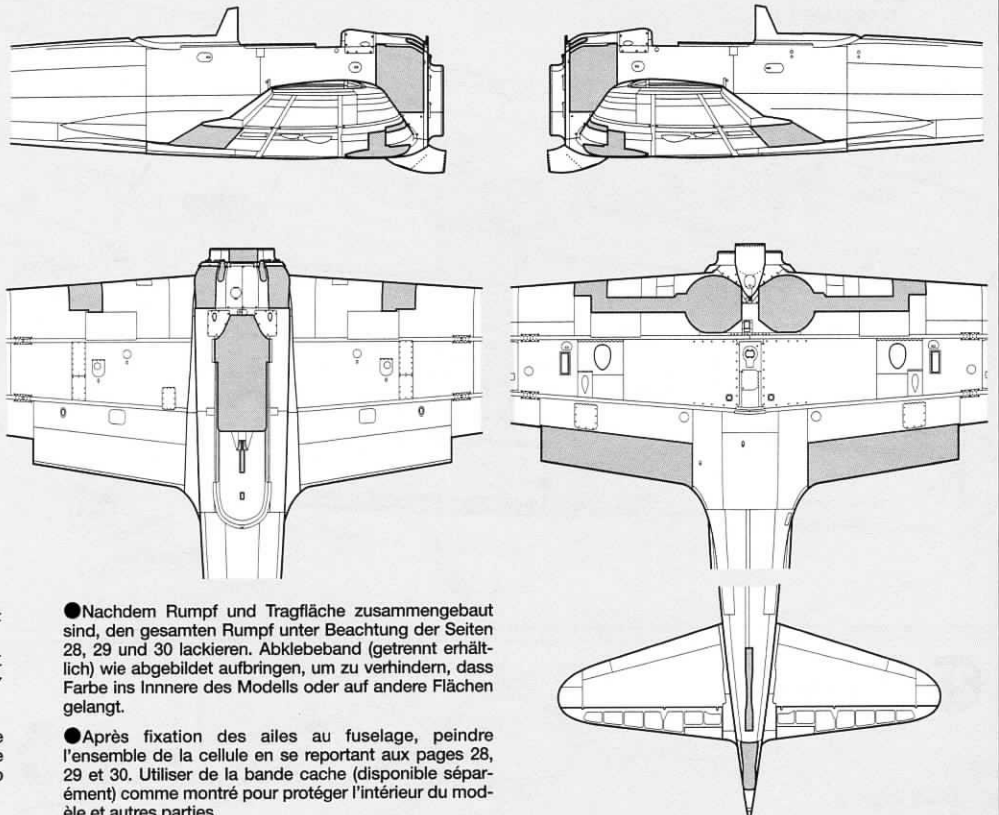 ●Nachdem Rumpf und Tragfläche zusammengebaut
sind, den gesamten Rumpf unter Beachtung der Seiten
28, 29 und 30 lackieren. Abklebeband (getrennt erhält-
lich) wie abgebildet aufbringen, um zu verhindern, dass
Farbe ins Innnere des Modells oder auf andere Flächen
gelangt.
●Après fixation des ailes au fuselage, peindre
l'ensemble de la cellule en se reportant aux pages 28,
29 et 30. Utiliser de la bande cache (disponible sépar-
ément) comme montré pour protéger l'intérieur du mod-
èle et autres parties.